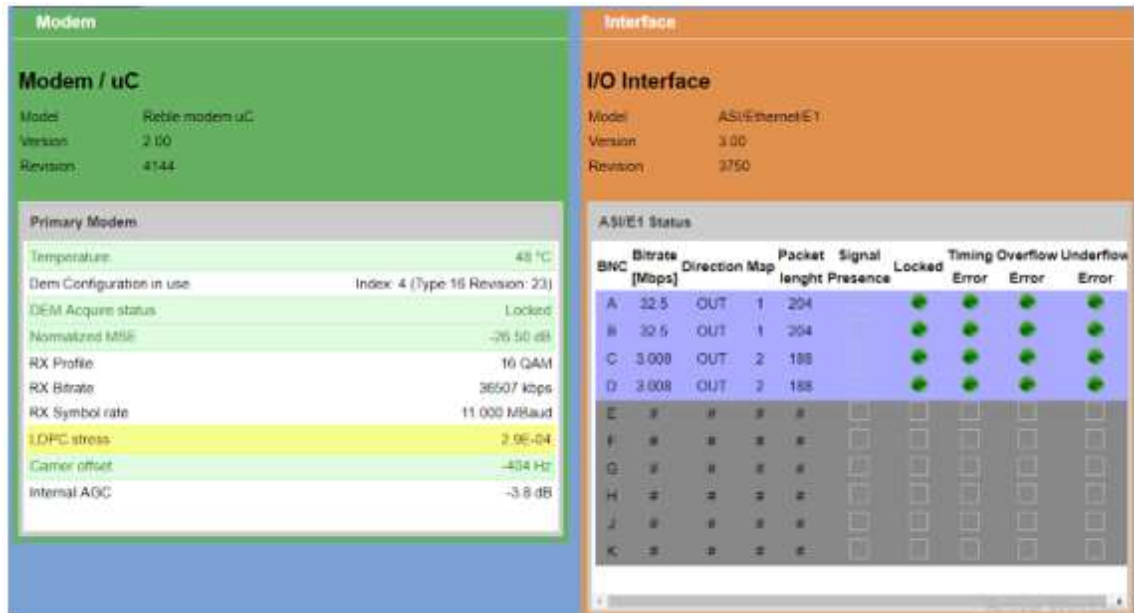 Modem
Modem / uC
Model Reble modem uC
Version 2.00
Revision 4144
Primary Modem
Temperature 48 °C
Dem Configuration in use Index: 4 (Type 16 Revision: 23)
DEM Acquire status Locked
Normalized MSE -26.50 dB
RX Profile 16 QAM
RX Bitrate 36507 kbps
RX Symbol rate 11.000 MBaud
LDPC stress 2.9E-04
Carrier offset -404 Hz
Internal AGC -3.8 dB
Interface
I/O Interface
Model ASI/Ethernet/E1
Version 3.00
Revision 3750
ASI/E1 Status
BNC Bitrate [Mbps] Direction Map Packet lenght Signal Presence Locked Timing Error Overflow Error Underflow Error
A 32.5 OUT 1 204
B 32.5 OUT 1 204
C 3.008 OUT 2 188
D 3.008 OUT 2 188
E # # # #
F # # # #
G # # # #
H # # # #
J # # # #
K # # # #